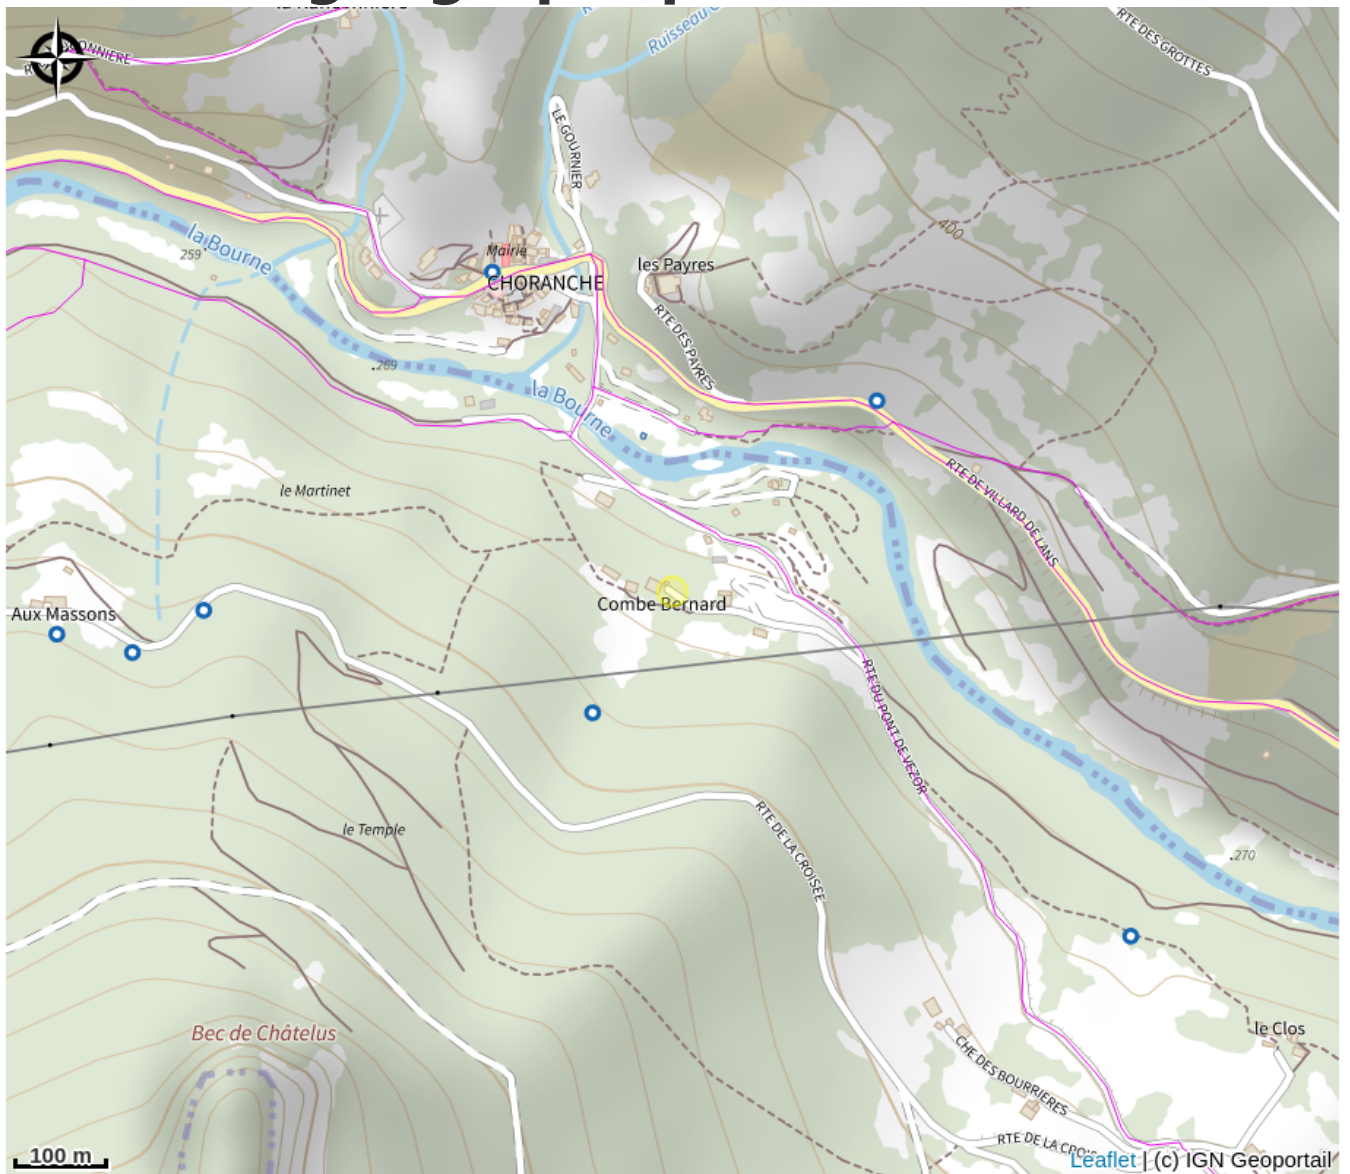 RTE DES GROTTES
Ruisseau
LE GOURNIER
400
la Bourne
259
Mairie
CHORANCHE
les Payres
RTE DES PAYRES
269
la Bourne
RTE DE VILLARD DE LANS
le Martinet
Aux Massons
Combe Bernard
RTE DU PONT DE VEZOR
le Temple
RTE DE LA CROISEE
270
Bec de Châtelus
le Clos
CHE DES BOURRIERES
RTE DE LA
100 m
Leaflet | (c) IGN Geoportail